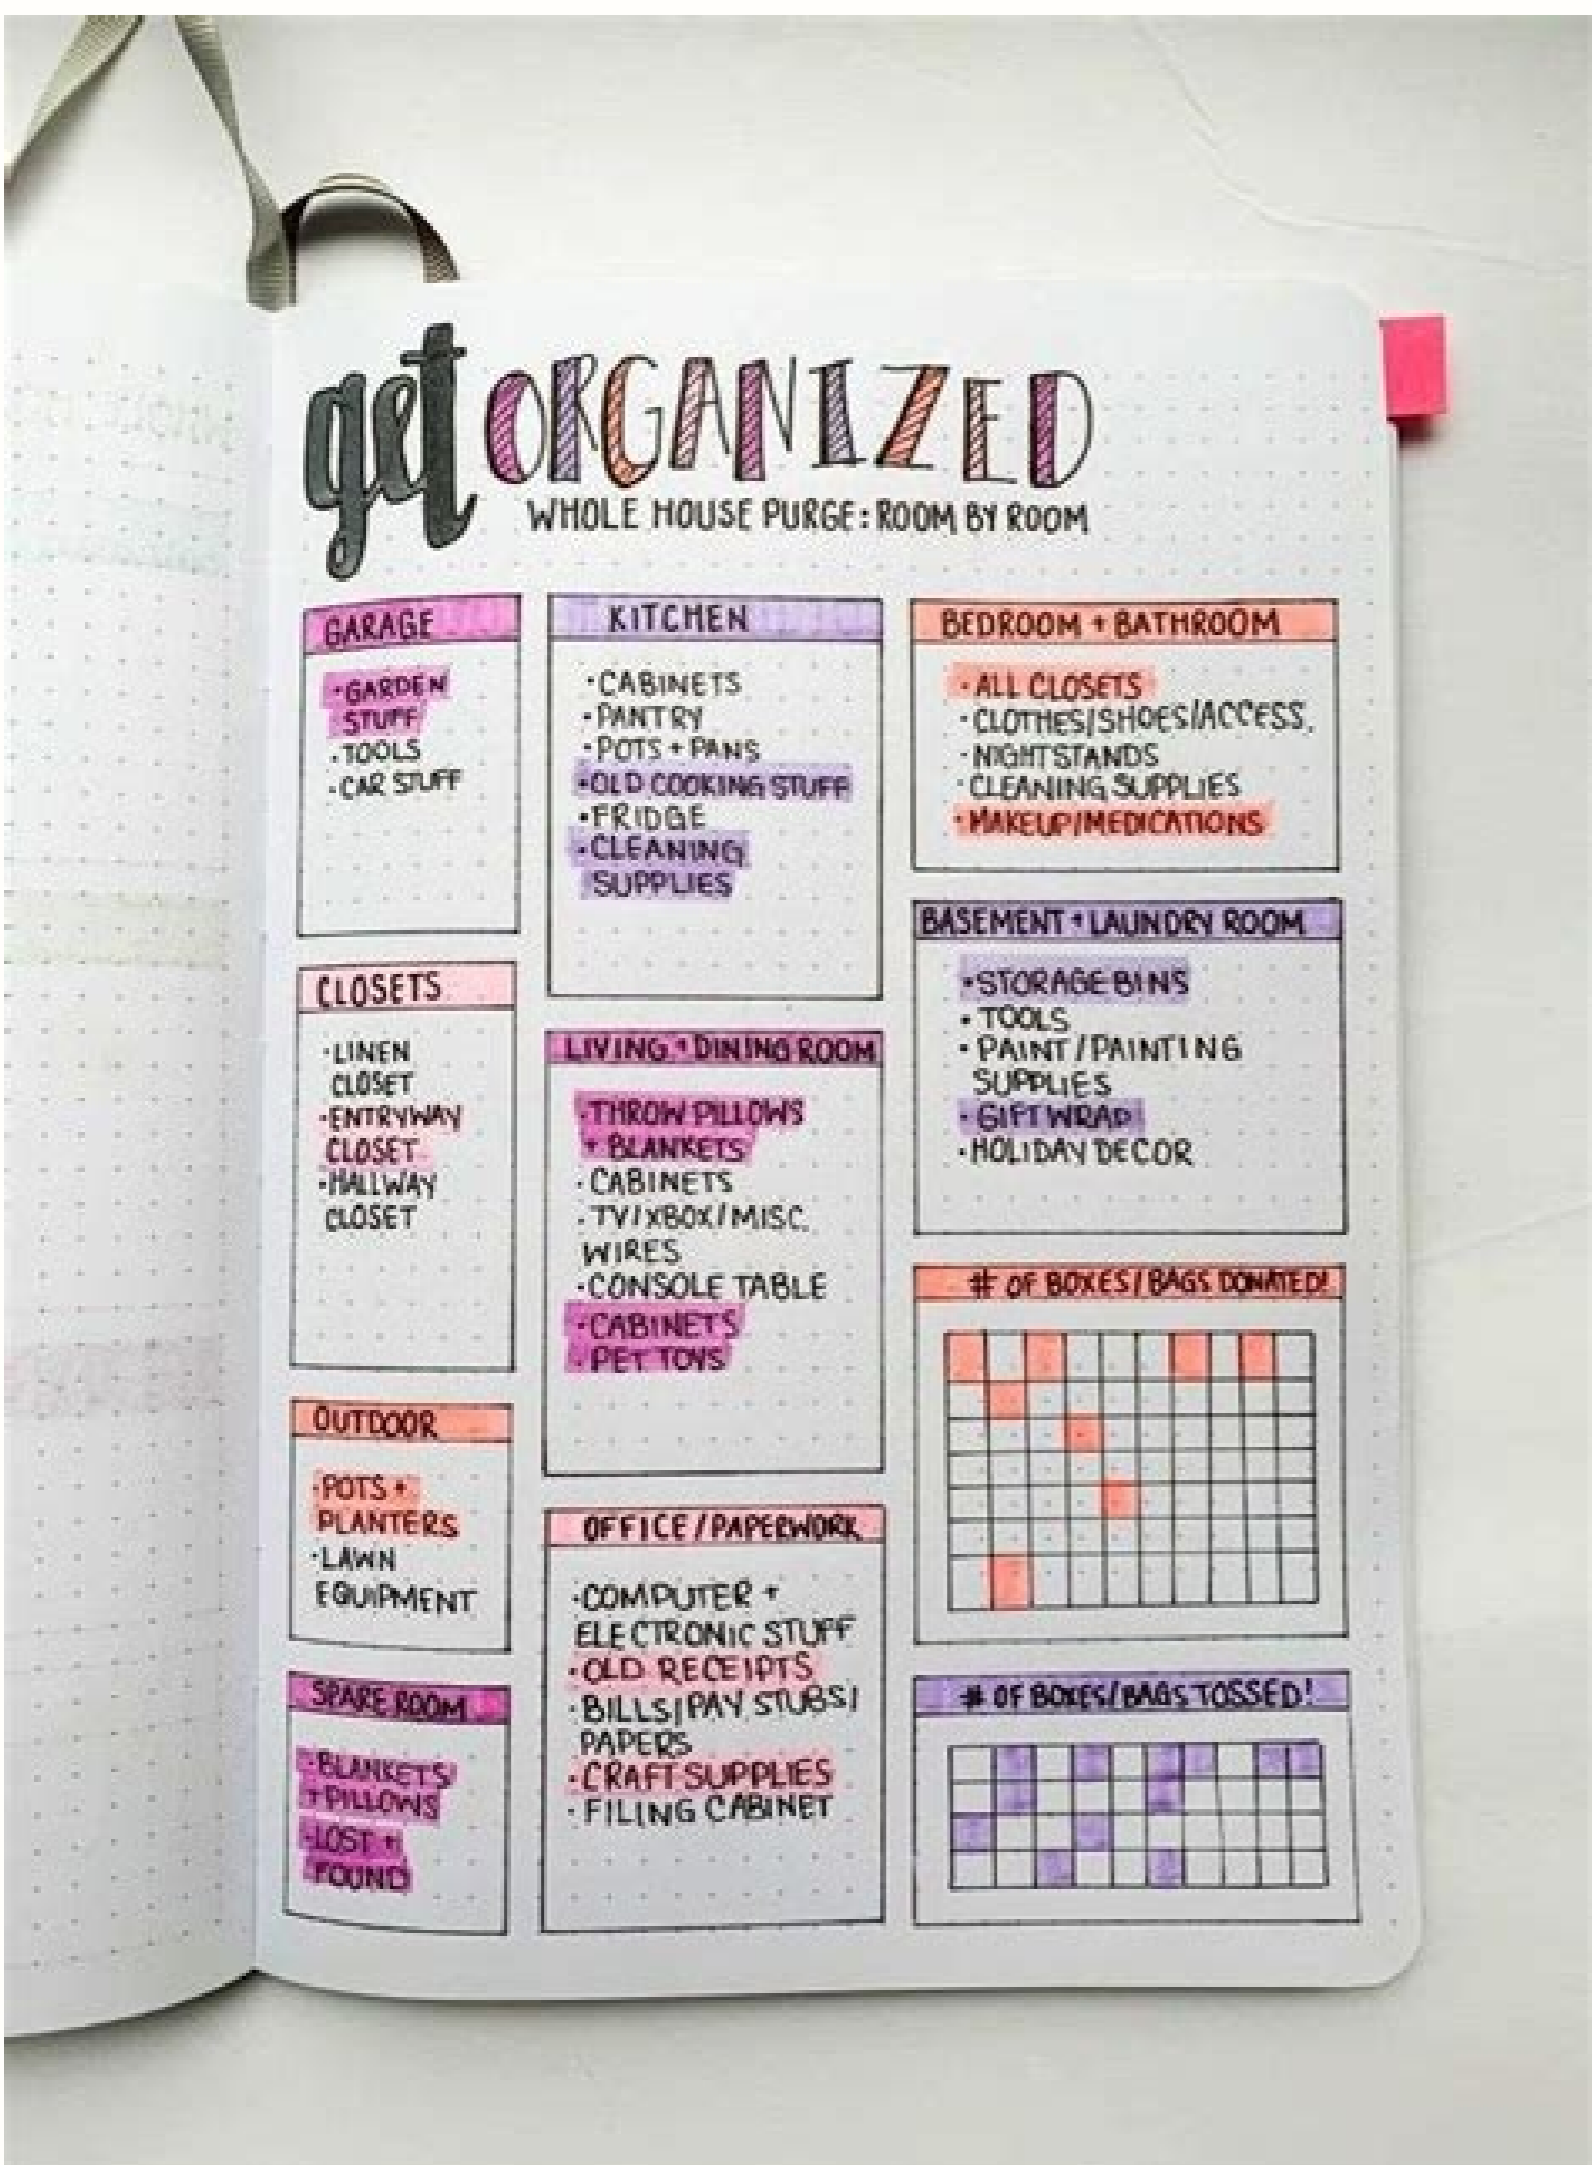 get ORGANIZED
WHOLE HOUSE PURGE: ROOM BY ROOM
GARAGE
·GARDEN
STUFF
·TOOLS
·CAR STUFF
CLOSETS
·LINEN
CLOSET
·ENTRYWAY
CLOSET
·HALLWAY
CLOSET
OUTDOOR
·POTS +
PLANTERS
·LAWN
EQUIPMENT
SPARE ROOM
·BLANKETS
+ PILLOWS
·LOST +
FOUND
KITCHEN
·CABINETS
·PANTRY
·POTS + PANS
·OLD COOKING STUFF
·FRIDGE
·CLEANING
SUPPLIES
LIVING + DINING ROOM
·THROW PILLOWS
+ BLANKETS
·CABINETS
·TV/XBOX/MISC.
WIRES
·CONSOLE TABLE
·CABINETS
·PET TOYS
OFFICE/PAPERWORK
·COMPUTER +
ELECTRONIC STUFF
·OLD RECEIPTS
·BILLS/PAY STUBS/
PAPERS
·CRAFT SUPPLIES
·FILING CABINET
BEDROOM + BATHROOM
·ALL CLOSETS
·CLOTHES/SHOES/ACCESS.
·NIGHTSTANDS
·CLEANING SUPPLIES
·MAKEUP/MEDICATIONS
BASEMENT + LAUNDRY ROOM
·STORAGE BINS
·TOOLS
·PAINT/PAINTING
SUPPLIES
·GIFT WRAP
·HOLIDAY DECOR
# OF BOXES/BAGS DONATED!
# OF BOXES/BAGS TOSSED!